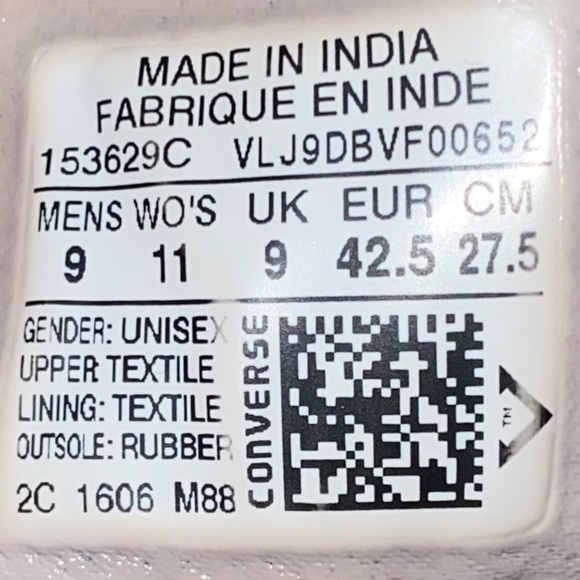 MADE IN INDIA
FABRIQUE EN INDE
153629C VLJ9DBVF00652
MENS WO'S UK EUR CM
9 11 9 42.5 27.5
GENDER: UNISEX
UPPER TEXTILE
LINING: TEXTILE
OUTSOLE: RUBBER
2C 1606 M88
CONVERSE
TM